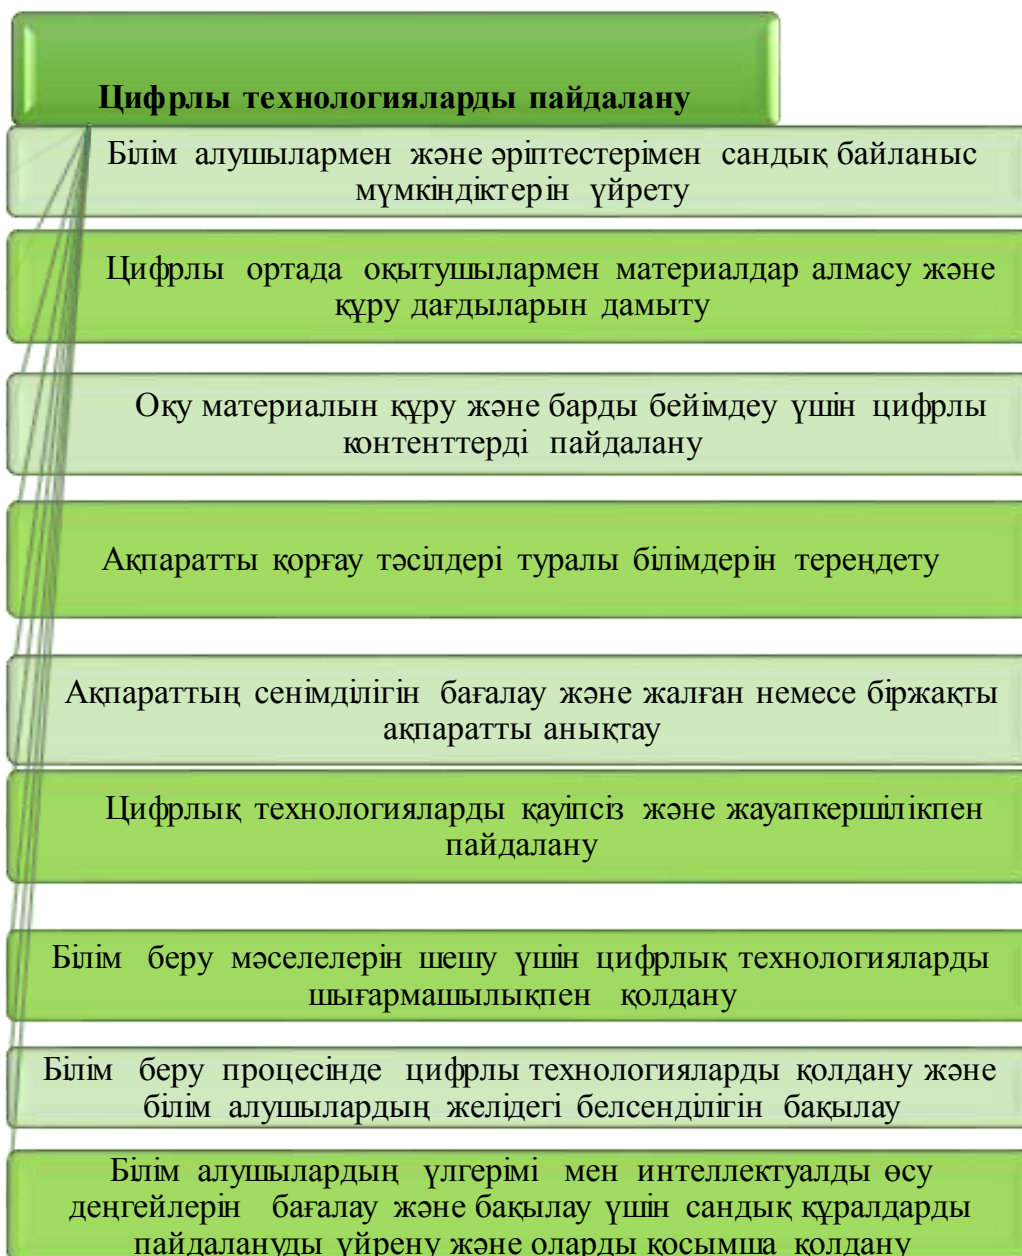 Цифрлы технологияларды пайдалану
Білім алушылармен және әріптестерімен сандық байланыс
мүмкіндіктерін үйрету
Цифрлы ортада оқытушылармен материалдар алмасу және
құру дағдыларын дамыту
Оқу материалын құру және барды бейімдеу үшін цифрлы
контенттерді пайдалану
Ақпаратты қорғау тәсілдері туралы білімдерін тереңдету
Ақпараттың сенімділігін бағалау және жалған немесе біржақты
ақпаратты анықтау
Цифрлық технологияларды қауіпсіз және жауапкершілікпен
пайдалану
Білім беру мәселелерін шешу үшін цифрлық технологияларды
шығармашылықпен қолдану
Білім беру процесінде цифрлы технологияларды қолдану және
білім алушылардың желідегі белсенділігін бақылау
Білім алушылардың үлгерімі мен интеллектуалды өсу
деңгейлерін бағалау және бақылау үшін сандық құралдарды
пайдалануды үйрену және оларды қосымша қолдану